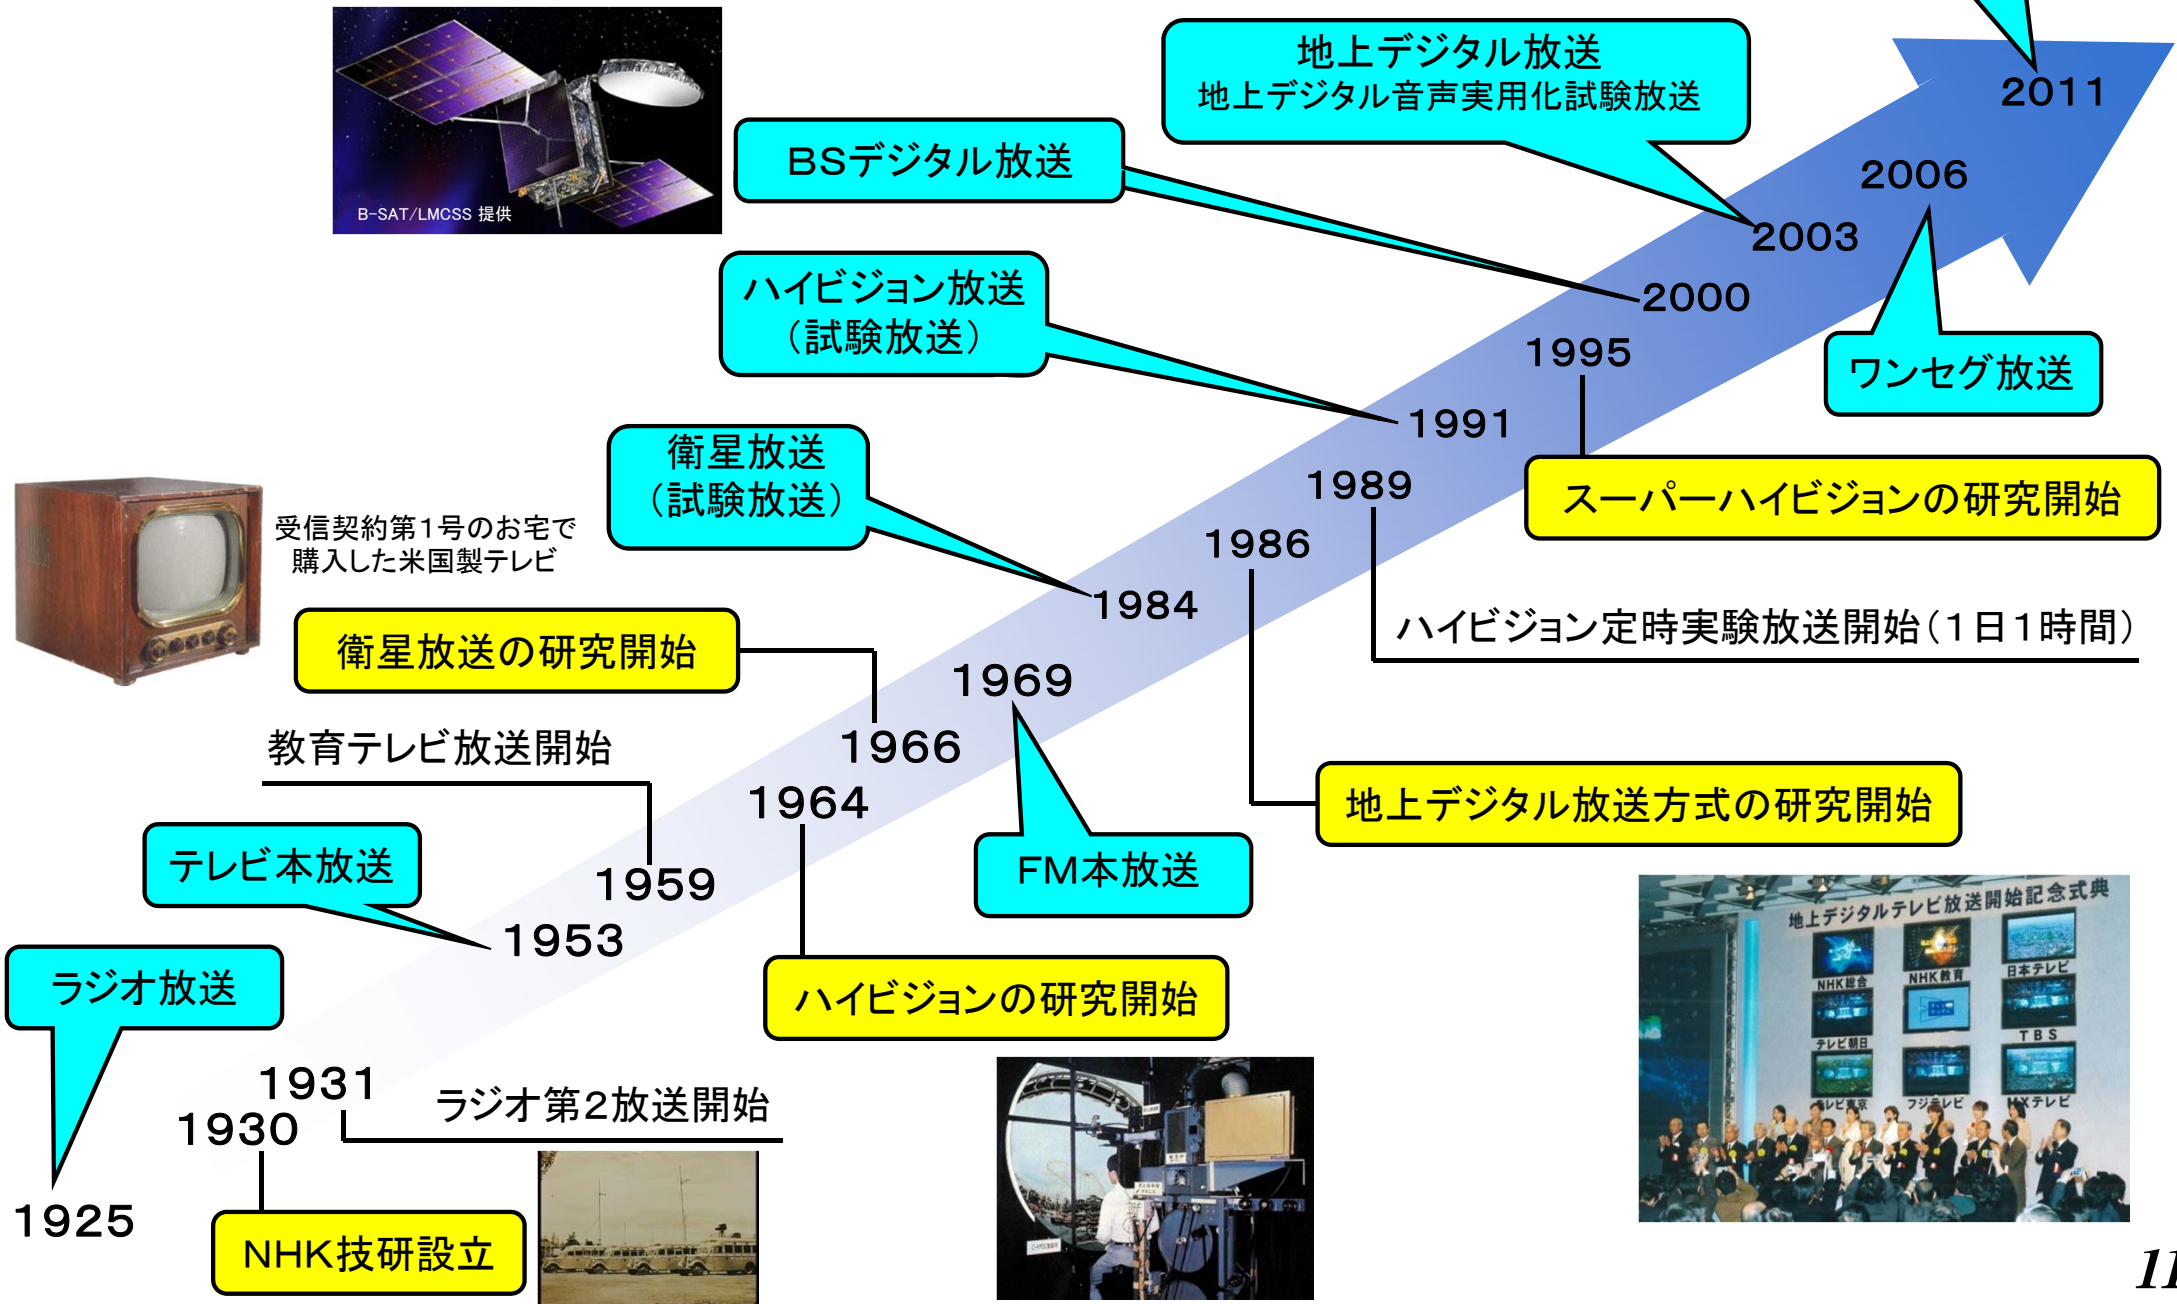 地上デジタル放送
地上デジタル音声実用化試験放送
2011
BSデジタル放送
2006
B-SAT/LMCSS 提供
2003
ハイビジョン放送
（試験放送）
2000
1995
ワンセグ放送
1991
衛星放送
（試験放送）
1989
スーパーハイビジョンの研究開始
受信契約第1号のお宅で
購入した米国製テレビ
1986
1984
ハイビジョン定時実験放送開始（1日1時間）
衛星放送の研究開始
1969
教育テレビ放送開始
1966
1964
地上デジタル放送方式の研究開始
テレビ本放送
1959
FM本放送
1953
地上デジタルテレビ放送開始記念式典
ラジオ放送
ハイビジョンの研究開始
NHK総合
NHK教育
日本テレビ
テレビ朝日
TBS
テレビ東京
フジテレビ
MXテレビ
1931
ラジオ第2放送開始
1930
1925
NHK技研設立
11